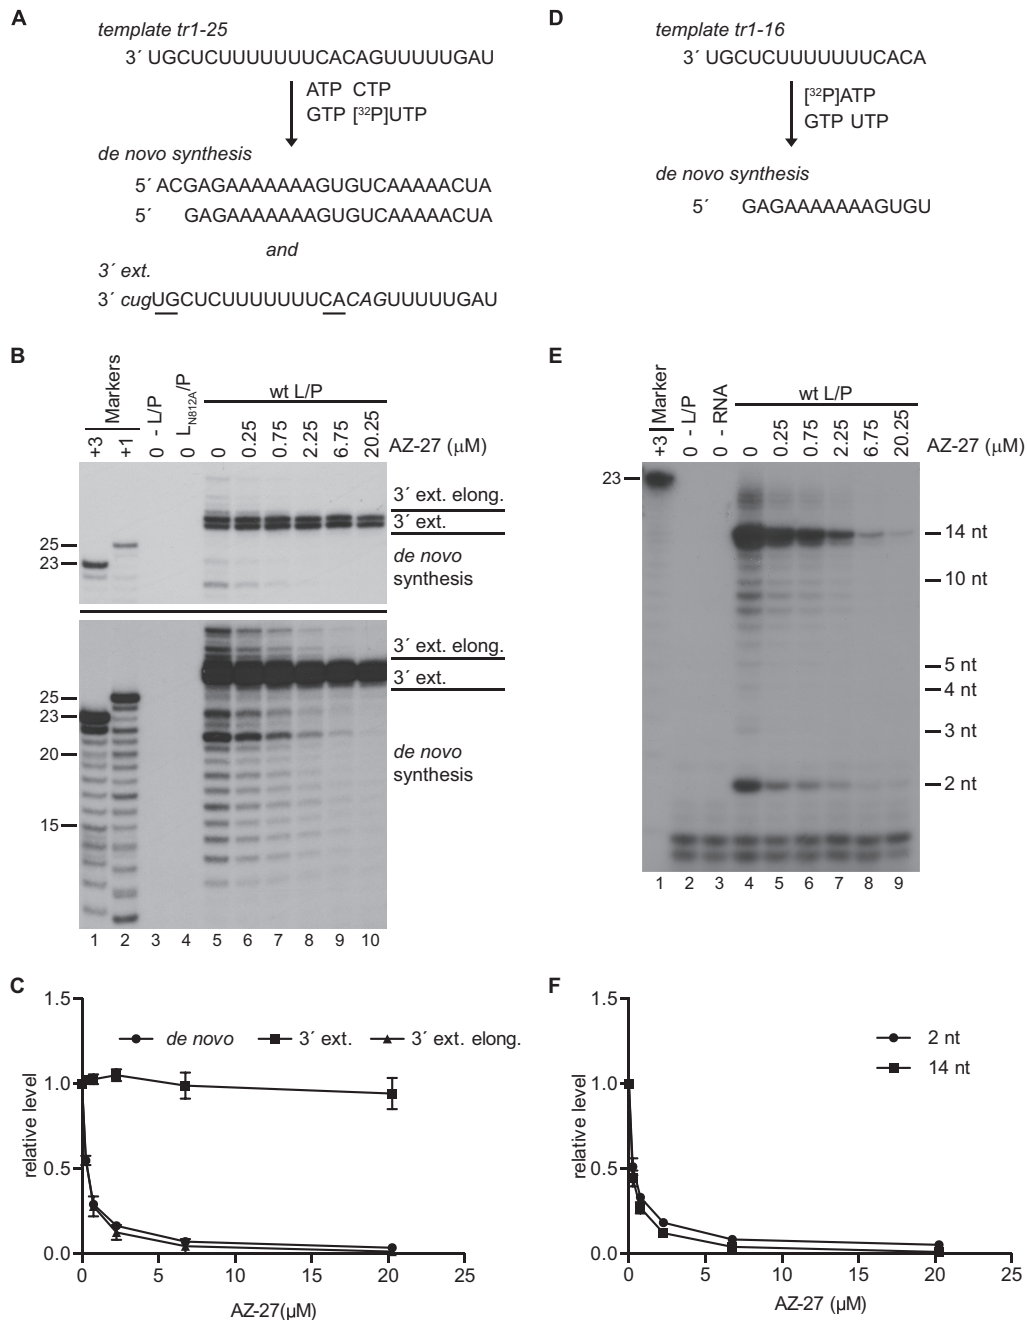 A
template tr1-25
3´ UGCUCUUUUUUUCACAGUUUUUGAU
ATP CTP
GTP [32P]UTP
de novo synthesis
5´ ACGAGAAAAAAAGUGUCAAAAACUA
5´ GAGAAAAAAAGUGUCAAAAACUA
and
3´ ext.
3´ cugUGCUCUUUUUUUCACAGUUUUUGAU
D
template tr1-16
3´ UGCUCUUUUUUUCACA
[32P]ATP
GTP UTP
de novo synthesis
5´ GAGAAAAAAAGUGU
B
Markers
+3
+1
0 - L/P
0 LN812A/P
wt L/P
0
0.25
0.75
2.25
6.75
20.25
AZ-27 (μM)
3´ ext. elong.
3´ ext.
de novo
synthesis
25
23
3´ ext. elong.
3´ ext.
de novo
synthesis
25
23
20
15
1 2 3 4 5 6 7 8 9 10
E
Marker
+3
0 - L/P
0 - RNA
wt L/P
0
0.25
0.75
2.25
6.75
20.25
AZ-27 (μM)
23
14 nt
10 nt
5 nt
4 nt
3 nt
2 nt
1 2 3 4 5 6 7 8 9
C
de novo 3´ ext. 3´ ext. elong.
relative level
1.5
1.0
0.5
0.0
0 5 10 15 20 25
AZ-27(μM)
F
2 nt
14 nt
relative level
1.5
1.0
0.5
0.0
0 5 10 15 20 25
AZ-27 (μM)